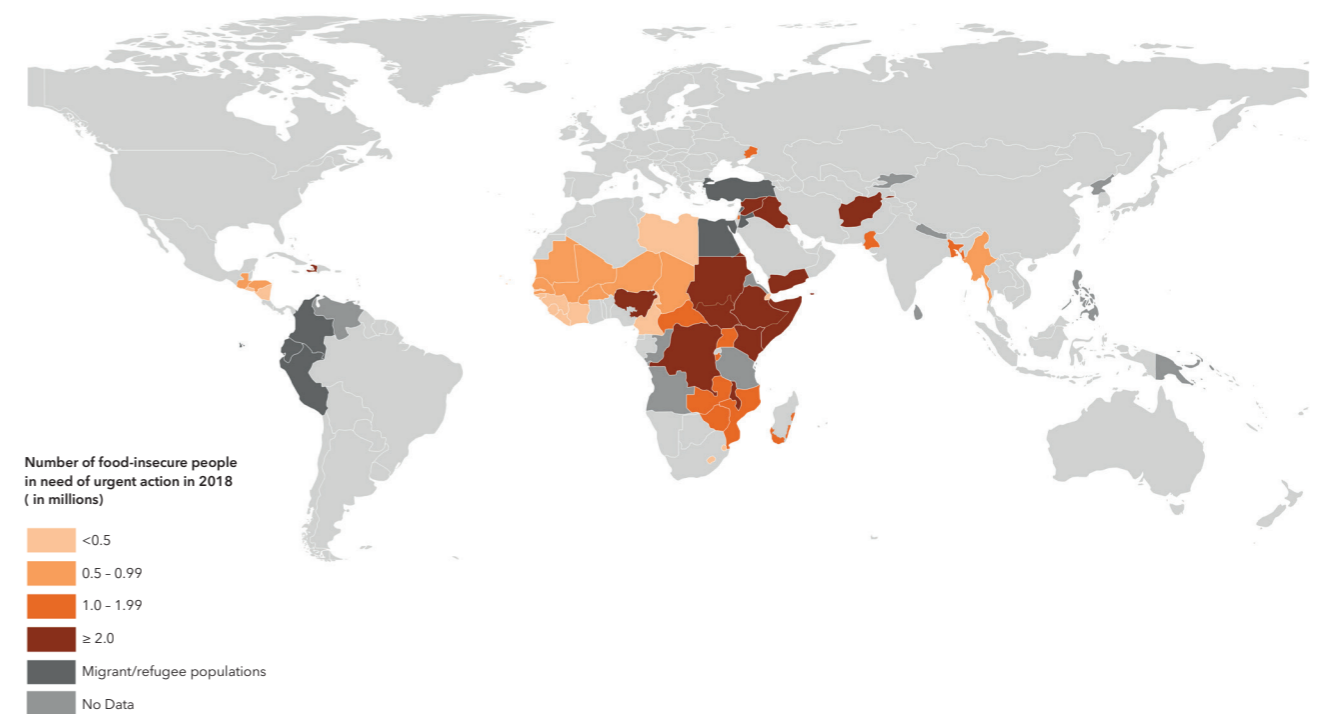 Number of food-insecure people
in need of urgent action in 2018
( in millions)
<0.5
0.5 - 0.99
1.0 - 1.99
≥ 2.0
Migrant/refugee populations
No Data